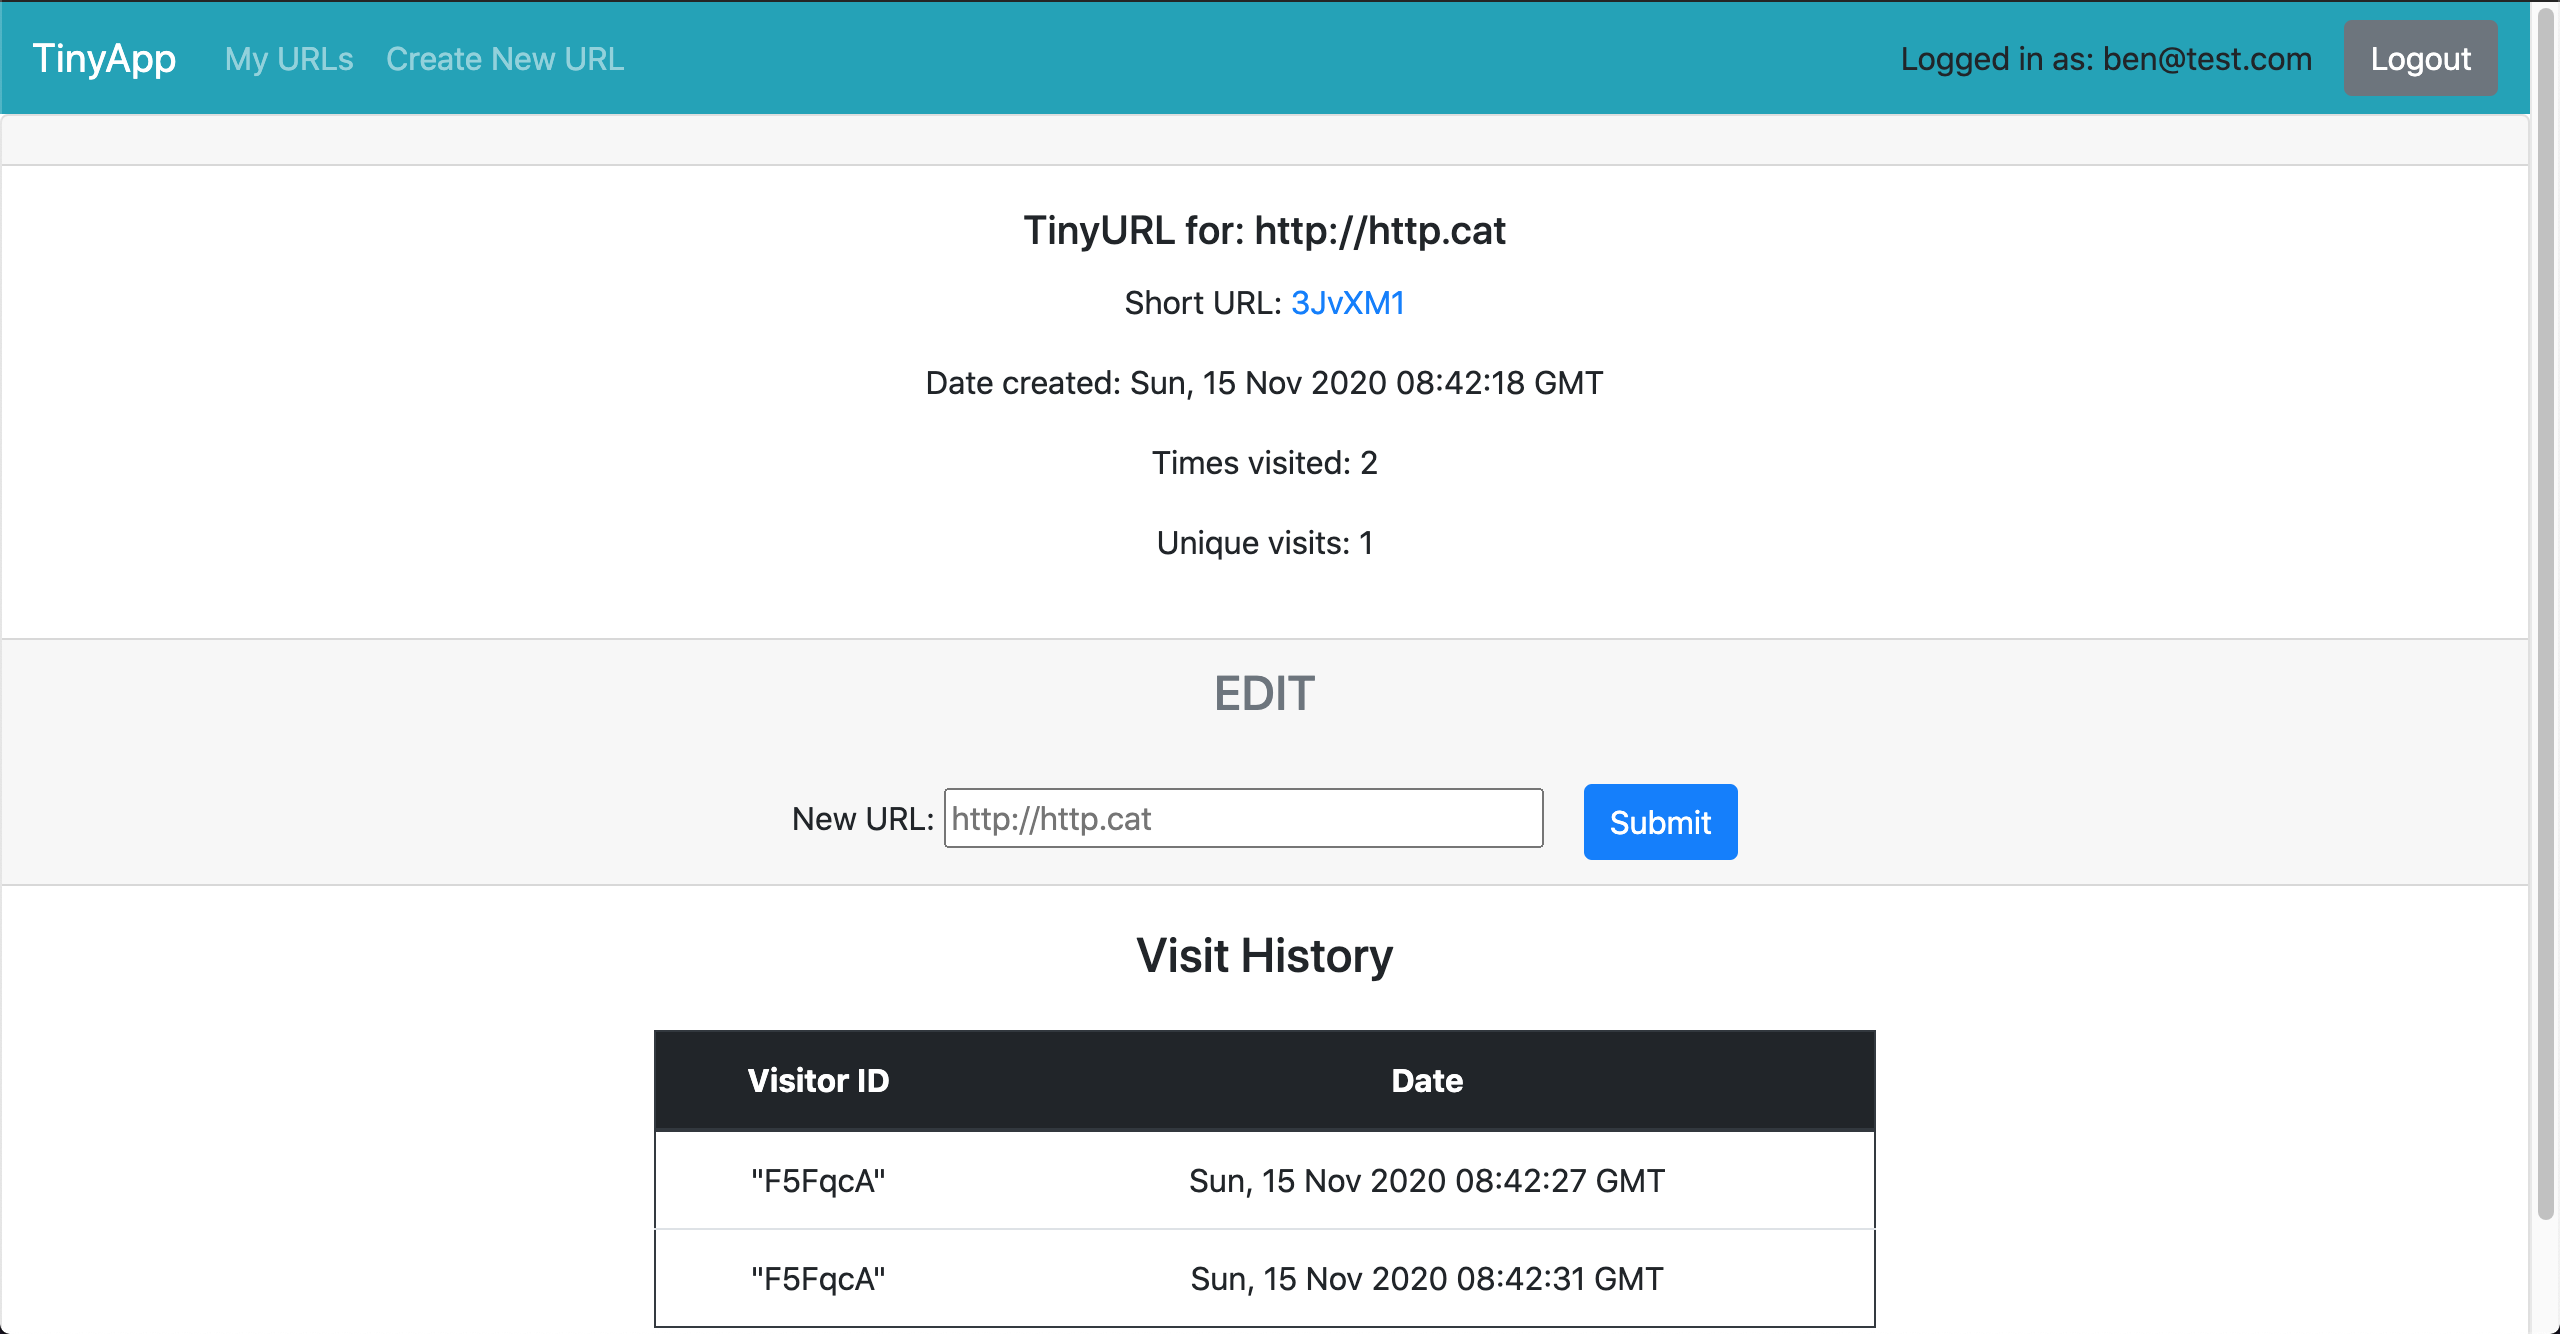 TinyApp My URLs Create New URL Logged in as: ben@test.com Logout
TinyURL for: http://http.cat
Short URL: 3JvXM1
Date created: Sun, 15 Nov 2020 08:42:18 GMT
Times visited: 2
Unique visits: 1
EDIT
New URL: http://http.cat Submit
Visit History
Visitor ID Date
"F5FqcA" Sun, 15 Nov 2020 08:42:27 GMT
"F5FqcA" Sun, 15 Nov 2020 08:42:31 GMT